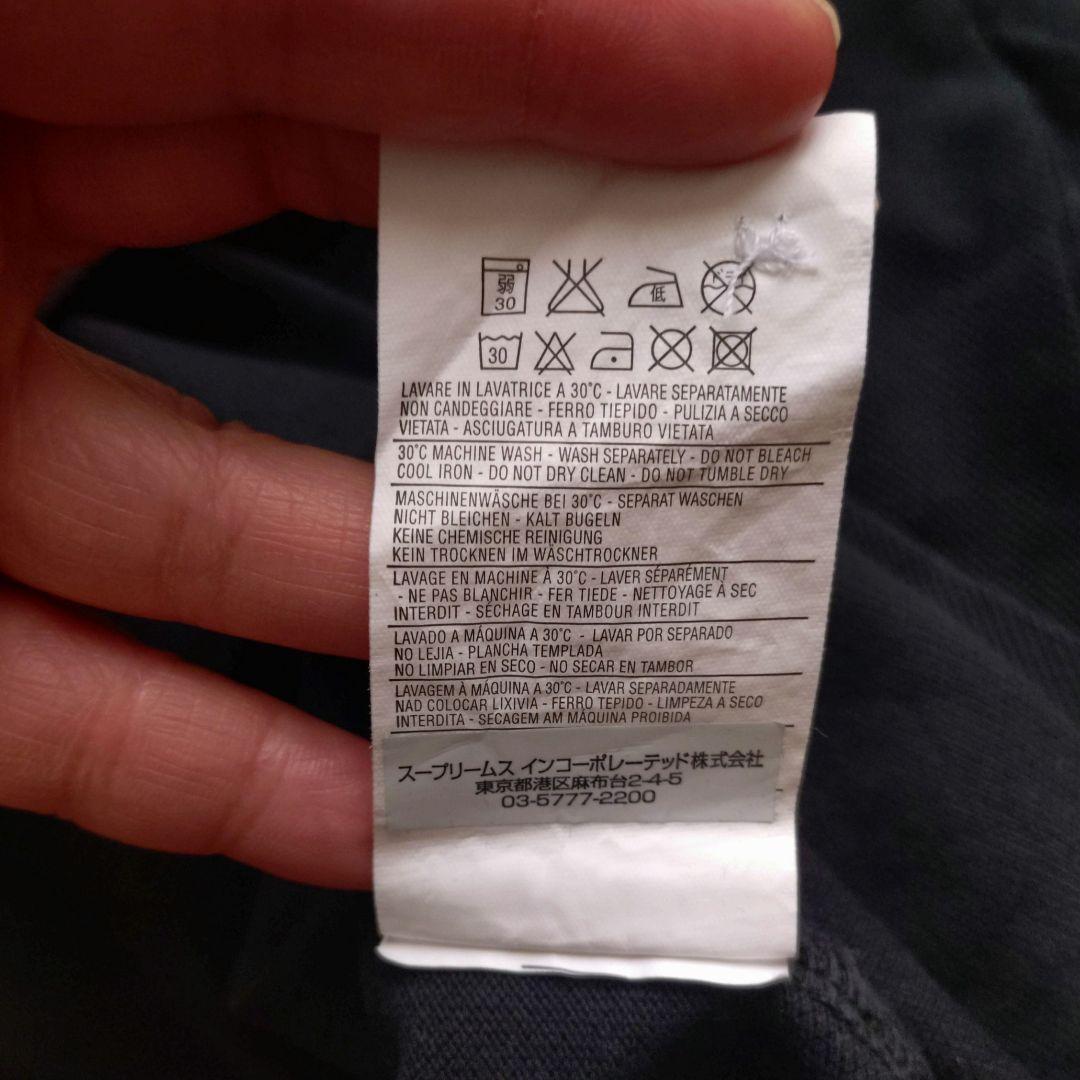 弱
30
低
ドライ
30
LAVARE IN LAVATRICE A 30°C - LAVARE SEPARATAMENTE
NON CANDEGGIARE - FERRO TIEPIDO - PULIZIA A SECCO
VIETATA - ASCIUGATURA A TAMBURO VIETATA
30°C MACHINE WASH - WASH SEPARATELY - DO NOT BLEACH
COOL IRON - DO NOT DRY CLEAN - DO NOT TUMBLE DRY
MASCHINENWÄSCHE BEI 30°C - SEPARAT WASCHEN
NICHT BLEICHEN - KALT BUGELN
KEINE CHEMISCHE REINIGUNG
KEIN TROCKNEN IM WÄSCHTROCKNER
LAVAGE EN MACHINE À 30°C - LAVER SÉPARÉMENT
- NE PAS BLANCHIR - FER TIEDE - NETTOYAGE À SEC
INTERDIT - SÉCHAGE EN TAMBOUR INTERDIT
LAVADO A MÁQUINA A 30°C - LAVAR POR SEPARADO
NO LEJIA - PLANCHA TEMPLADA
NO LIMPIAR EN SECO - NO SECAR EN TAMBOR
LAVAGEM À MÁQUINA A 30°C - LAVAR SEPARADAMENTE
NAD COLOCAR LIXIVIA - FERRO TEPIDO - LIMPEZA A SECO
INTERDITA - SECAGEM AM MÁQUINA PROIBIDA
スープリームス インコーポレーテッド株式会社
東京都港区麻布台2-4-5
03-5777-2200